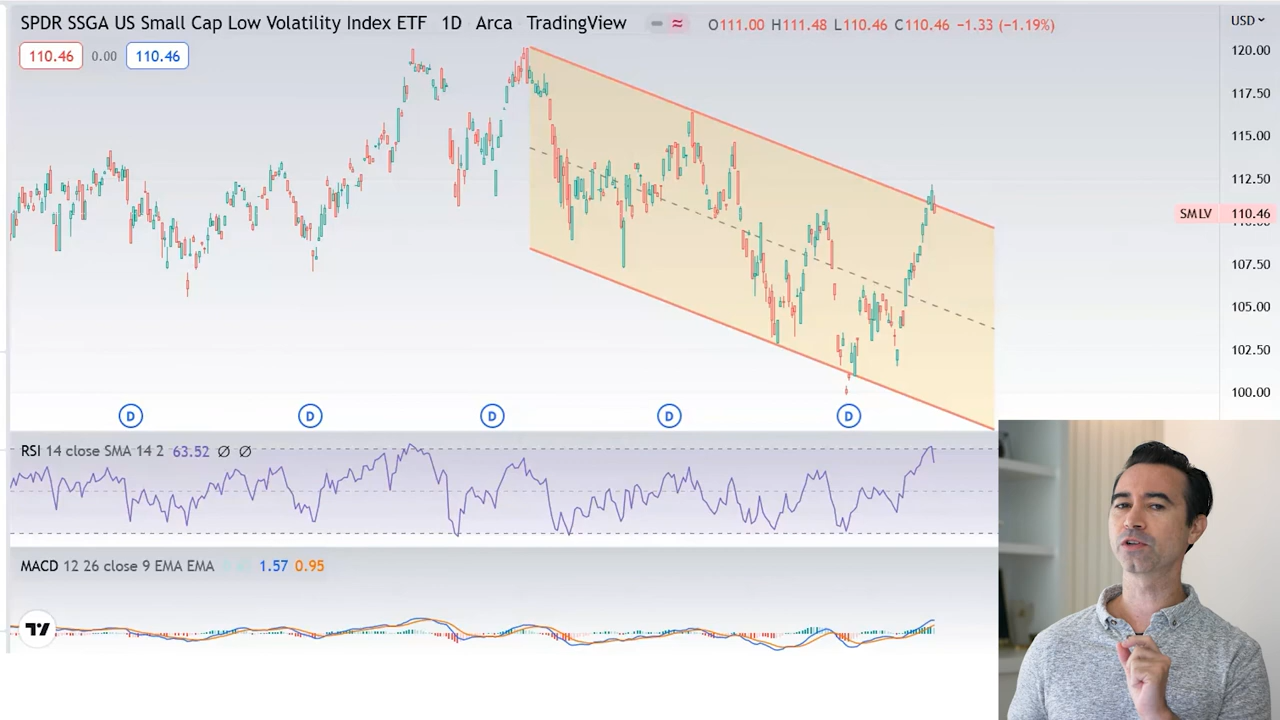 SPDR SSGA US Small Cap Low Volatility Index ETF 1D Arca TradingView O111.00 H111.48 L110.46 C110.46 −1.33 (−1.19%) USD
110.46 0.00 110.46
120.00
117.50
115.00
112.50
SMLV 110.46
107.50
105.00
102.50
100.00
D D D D D
RSI 14 close SMA 14 2 63.52 Ø Ø
MACD 12 26 close 9 EMA EMA 1.57 0.95